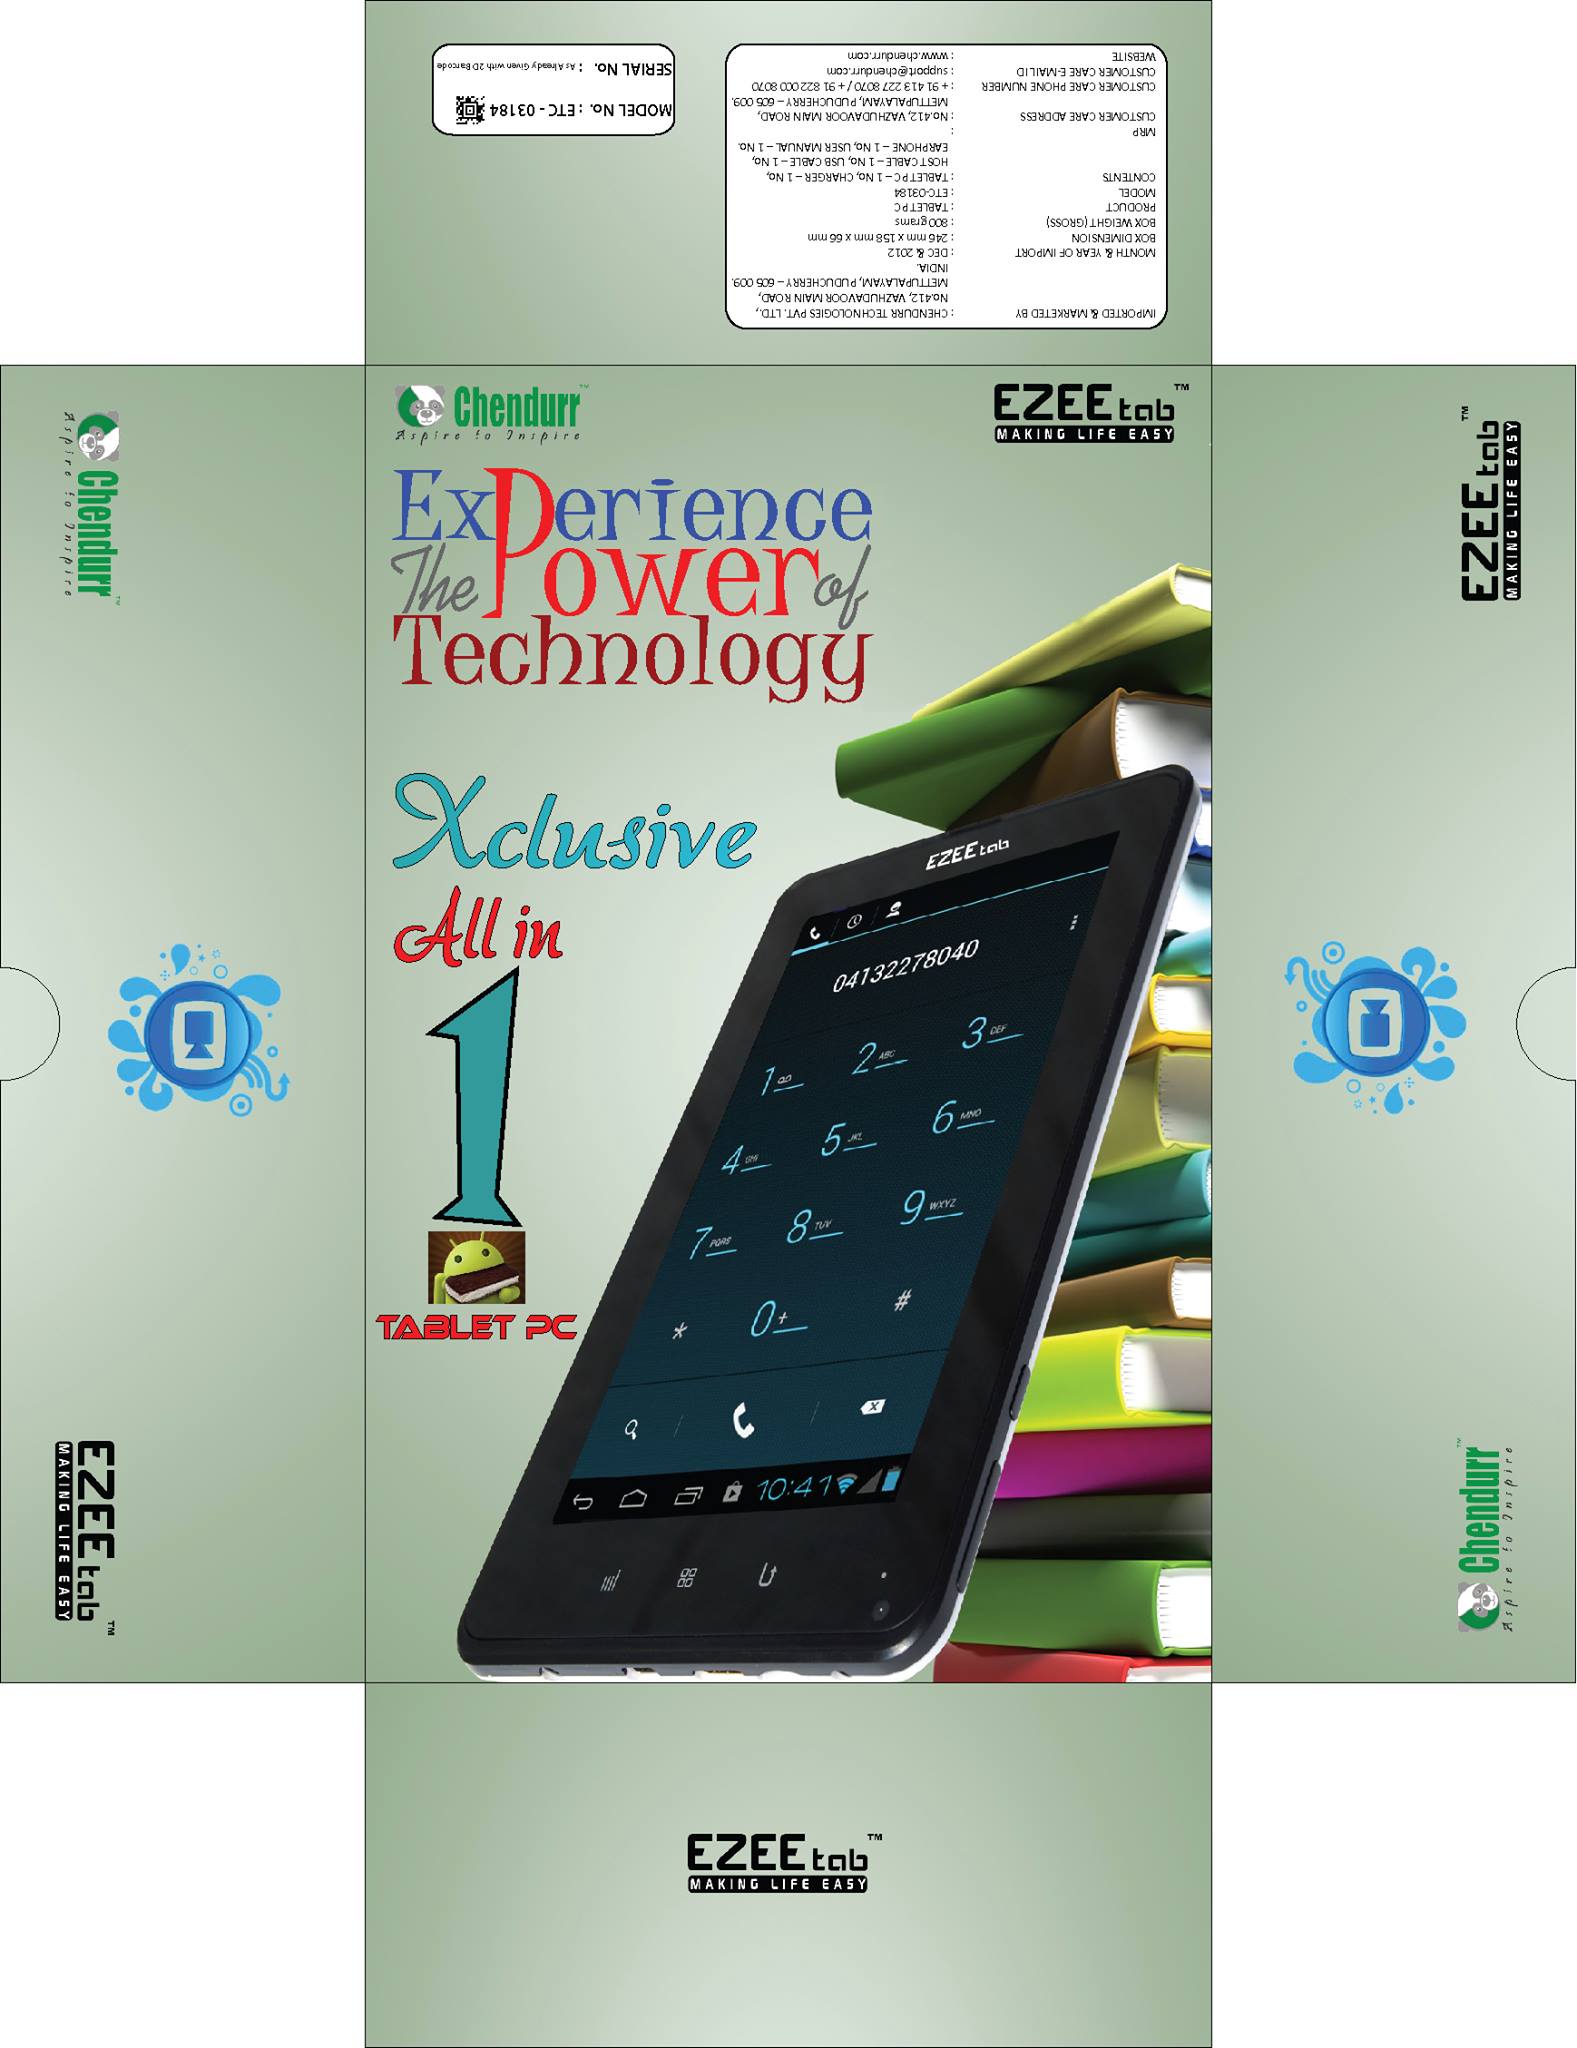 IMPORTED & MARKETED BY : CHENDURR TECHNOLOGIES PVT. LTD.,
No.412, VAZHUDAVOOR MAIN ROAD,
METTUPALAYAM, PUDUCHERRY – 605 009.
INDIA.
MONTH & YEAR OF IMPORT : DEC & 2012
BOX DIMENSION : 246 mm x 158 mm x 66 mm
BOX WEIGHT (GROSS) : 800 grams
PRODUCT : TABLET PC
MODEL : ETC-03184
CONTENTS : TABLET PC – 1 No, CHARGER – 1 No,
HOST CABLE – 1 No, USB CABLE – 1 No,
EARPHONE – 1 No, USER MANUAL – 1 No.
MRP :
CUSTOMER CARE ADDRESS : No.412, VAZHUDAVOOR MAIN ROAD,
METTUPALAYAM, PUDUCHERRY – 605 009.
CUSTOMER CARE PHONE NUMBER : + 91 413 227 8070 / + 91 822 000 8070
CUSTOMER CARE E-MAIL ID : support@chendurr.com
WEBSITE : www.chendurr.com
MODEL No. : ETC - 03184
SERIAL No. : As Already Given with 2D Barcode
Chendurr™
Aspire to Inspire
EZEEtab™
MAKING LIFE EASY
Experience
The Power of
Technology
Xclusive
All in
1
TABLET PC
EZEEtab
04132278040
1
2 ABC
3 DEF
4 GHI
5 JKL
6 MNO
7 PQRS
8 TUV
9 WXYZ
*
0 +
#
10:41
Chendurr™
Aspire to Inspire
EZEEtab™
MAKING LIFE EASY
EZEEtab™
MAKING LIFE EASY
Chendurr™
Aspire to Inspire
EZEEtab™
MAKING LIFE EASY